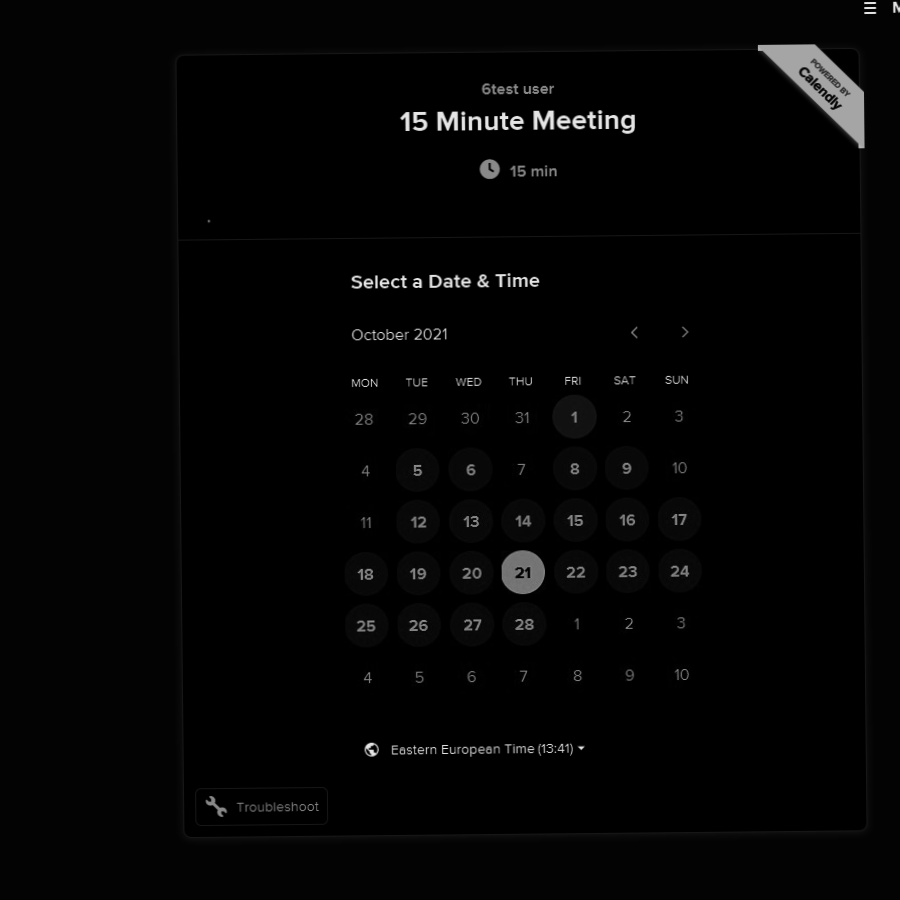 ☰ M
POWERED BY
Calendly
6test user
15 Minute Meeting
15 min
.
Select a Date & Time
October 2021
MON TUE WED THU FRI SAT SUN
28 29 30 31 1 2 3
4 5 6 7 8 9 10
11 12 13 14 15 16 17
18 19 20 21 22 23 24
25 26 27 28 1 2 3
4 5 6 7 8 9 10
Eastern European Time (13:41)
Troubleshoot